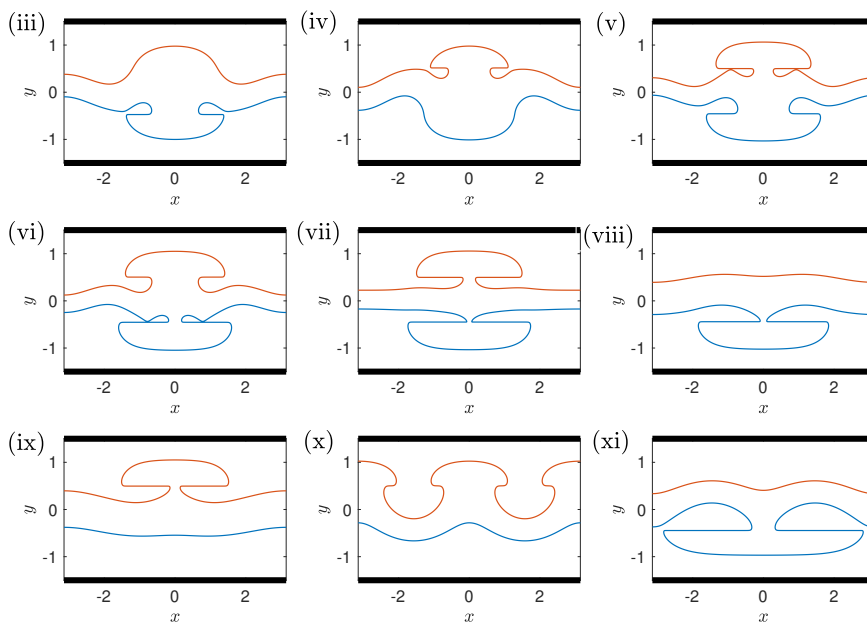 (iii) (iv) (v)
1 1 1
y 0 y 0 y 0
-1 -1 -1
-2 0 2 -2 0 2 -2 0 2
x x x
(vi) (vii) (viii)
1 1 1
y 0 y 0 y 0
-1 -1 -1
-2 0 2 -2 0 2 -2 0 2
x x x
(ix) (x) (xi)
1 1 1
y 0 y 0 y 0
-1 -1 -1
-2 0 2 -2 0 2 -2 0 2
x x x